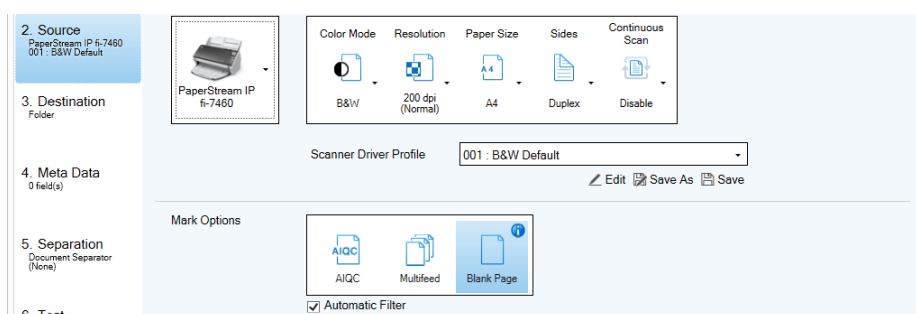 2. Source
PaperStream IP fi-7460
001 : B&W Default
3. Destination
Folder
4. Meta Data
0 field(s)
5. Separation
Document Separator
(None)
6. Test
PaperStream IP
fi-7460
Color Mode
B&W
Resolution
200 dpi
(Normal)
Paper Size
A4
A4
Sides
Duplex
Continuous
Scan
Disable
Scanner Driver Profile
001 : B&W Default
Edit Save As Save
Mark Options
AIQC
AIQC
Multifeed
Blank Page
Automatic Filter